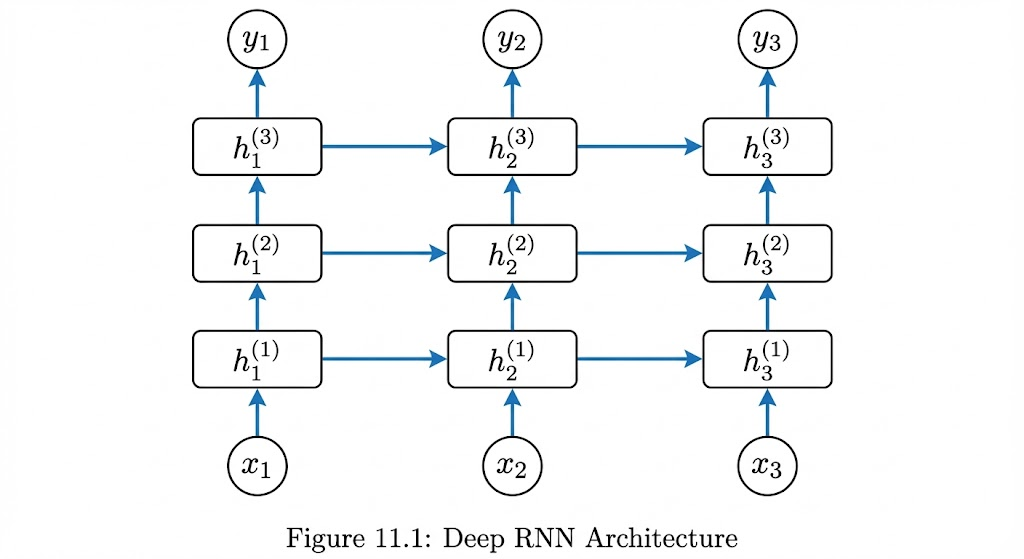 y₁ y₂ y₃
h₁⁽³⁾ h₂⁽³⁾ h₃⁽³⁾
h₁⁽²⁾ h₂⁽²⁾ h₃⁽²⁾
h₁⁽¹⁾ h₂⁽¹⁾ h₃⁽¹⁾
x₁ x₂ x₃
Figure 11.1: Deep RNN Architecture